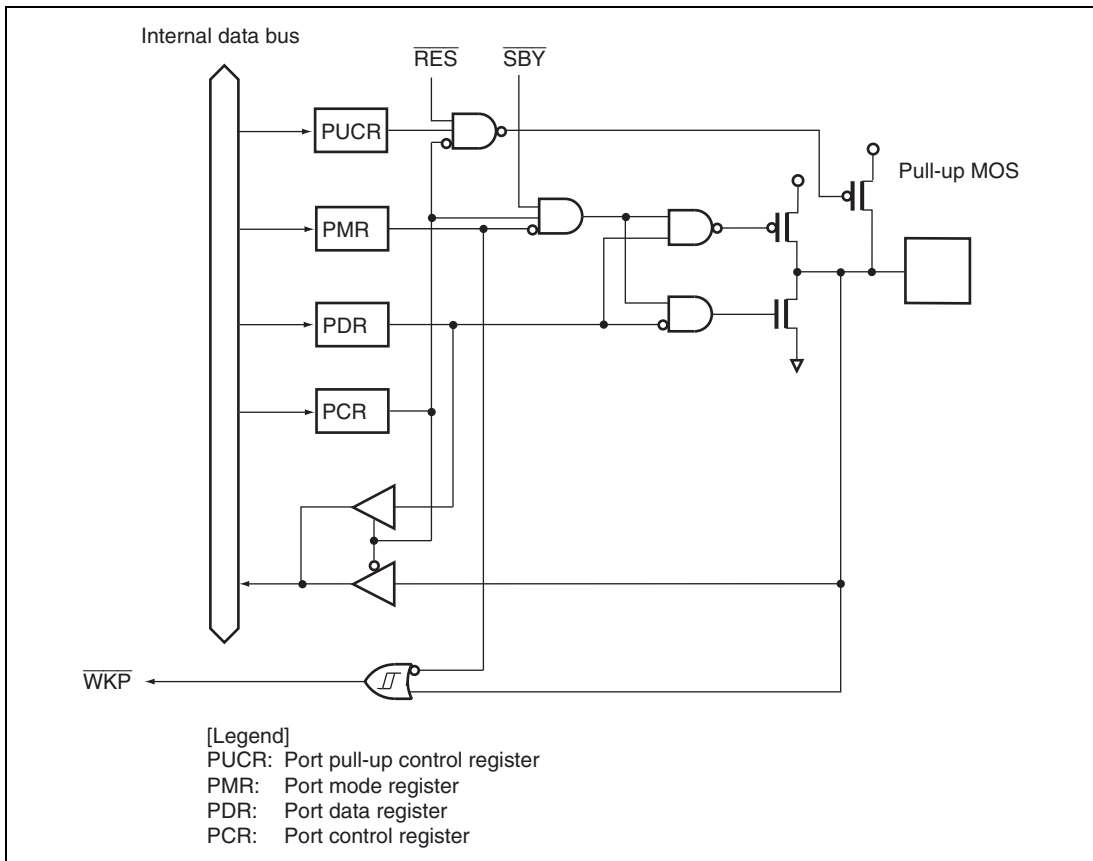 Internal data bus
RES
SBY
PUCR
Pull-up MOS
PMR
PDR
PCR
WKP
[Legend]
PUCR: Port pull-up control register
PMR: Port mode register
PDR: Port data register
PCR: Port control register